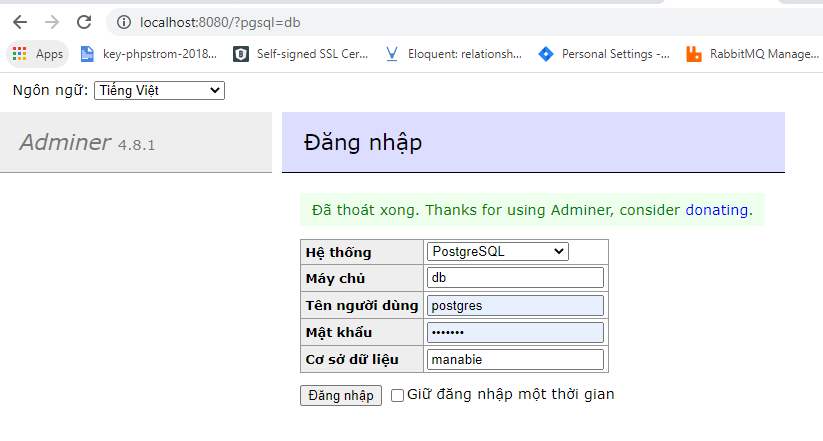 localhost:8080/?pgsql=db
Apps key-phpstrom-2018... Self-signed SSL Cer... Eloquent: relationsh... Personal Settings -... RabbitMQ Manage...
Ngôn ngữ: Tiếng Việt
Adminer 4.8.1
Đăng nhập
Đã thoát xong. Thanks for using Adminer, consider donating.
Hệ thống PostgreSQL
Máy chủ db
Tên người dùng postgres
Mật khẩu •••••••
Cơ sở dữ liệu manabie
Đăng nhập Giữ đăng nhập một thời gian